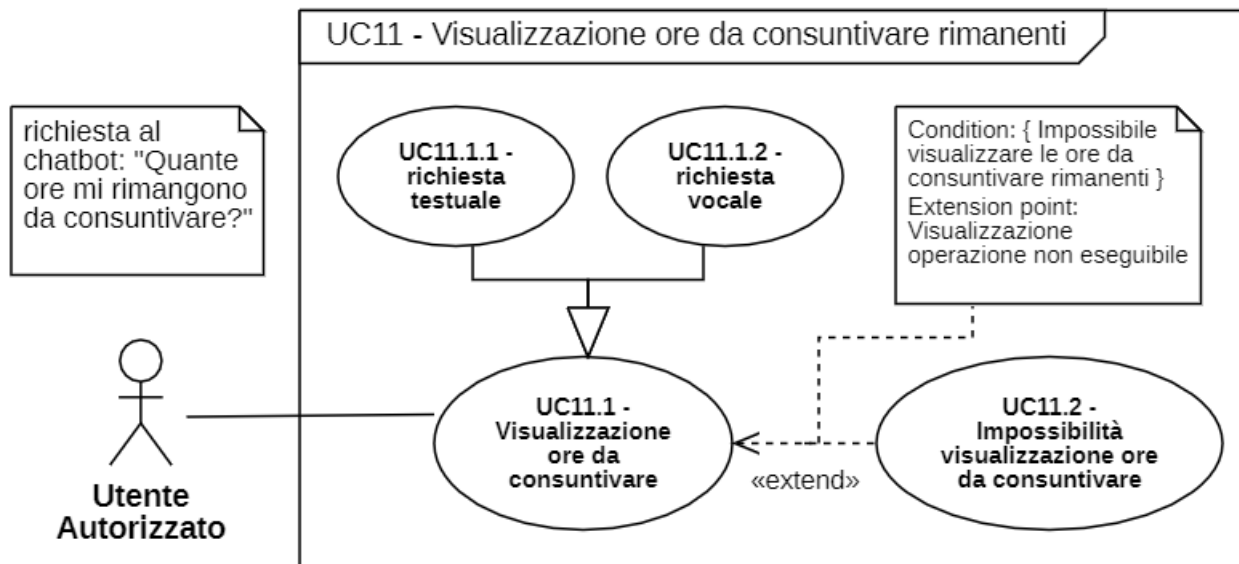 UC11 - Visualizzazione ore da consuntivare rimanenti
richiesta al
chatbot: "Quante
ore mi rimangono
da consuntivare?"
UC11.1.1 -
richiesta
testuale
UC11.1.2 -
richiesta
vocale
Condition: { Impossibile
visualizzare le ore da
consuntivare rimanenti }
Extension point:
Visualizzazione
operazione non eseguibile
Utente
Autorizzato
UC11.1 -
Visualizzazione
ore da
consuntivare
«extend»
UC11.2 -
Impossibilità
visualizzazione ore
da consuntivare